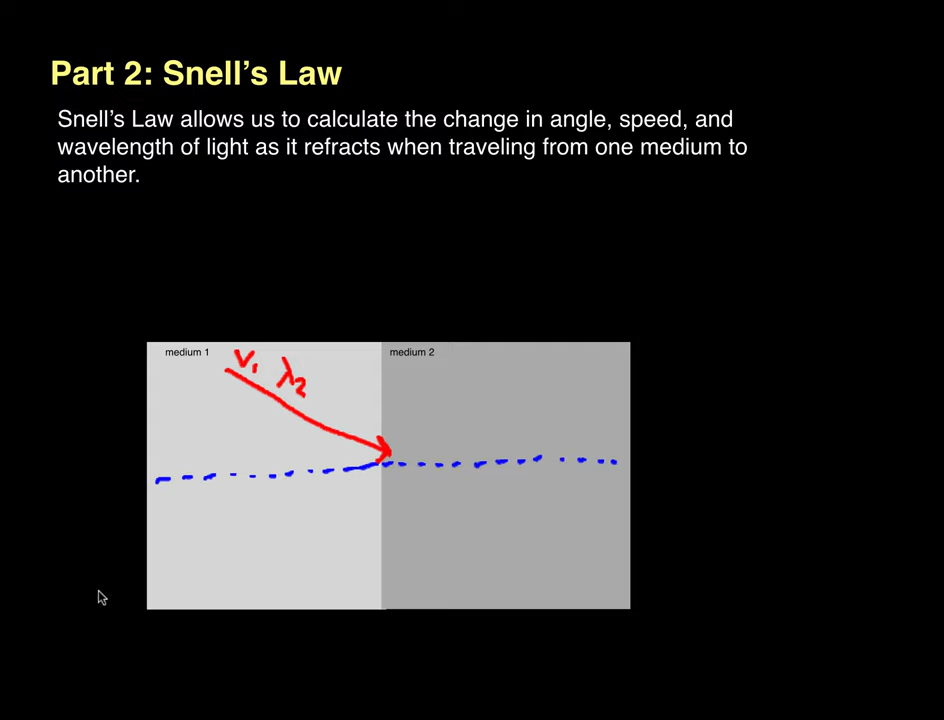 Part 2: Snell’s Law
Snell’s Law allows us to calculate the change in angle, speed, and
wavelength of light as it refracts when traveling from one medium to
another.
medium 1
medium 2
v₁ λ₂